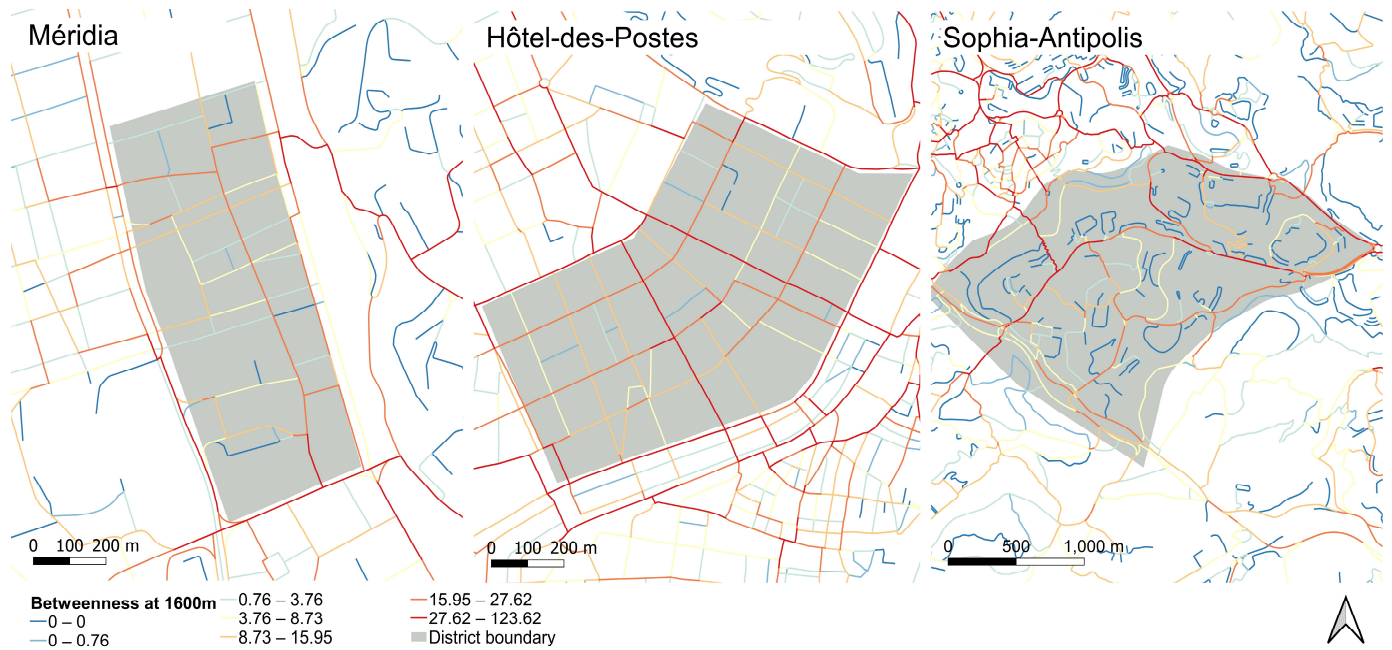 Méridia
Hôtel-des-Postes
Sophia-Antipolis
0 100 200 m
0 100 200 m
0 500 1,000 m
Betweenness at 1600m
0 – 0
0 – 0.76
0.76 – 3.76
3.76 – 8.73
8.73 – 15.95
15.95 – 27.62
27.62 – 123.62
District boundary